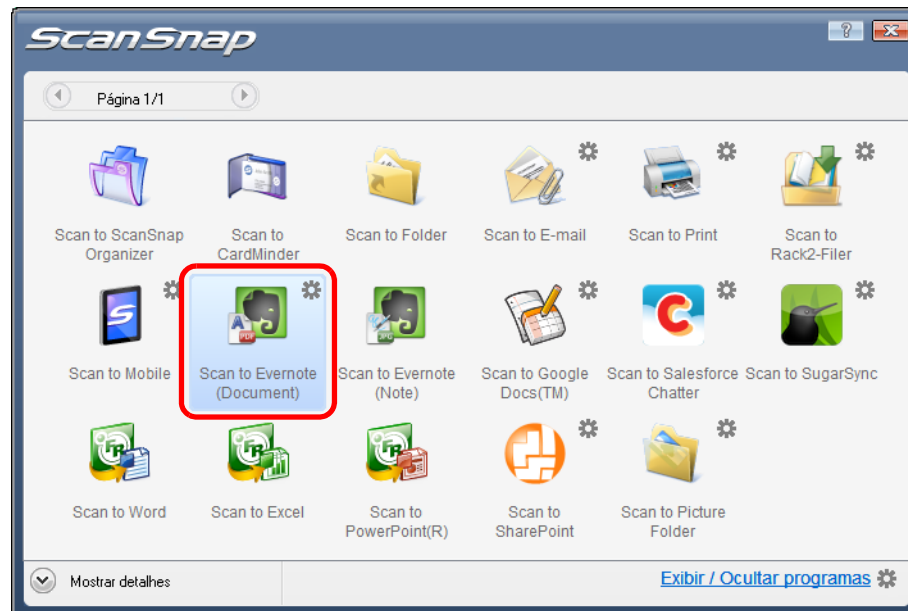 ScanSnap
Página 1/1
Scan to ScanSnap
Organizer
Scan to
CardMinder
Scan to Folder
Scan to E-mail
Scan to Print
Scan to
Rack2-Filer
Scan to Mobile
Scan to Evernote
(Document)
Scan to Evernote
(Note)
Scan to Google
Docs(TM)
Scan to Salesforce
Chatter
Scan to SugarSync
Scan to Word
Scan to Excel
Scan to
PowerPoint(R)
Scan to
SharePoint
Scan to Picture
Folder
Mostrar detalhes
Exibir / Ocultar programas